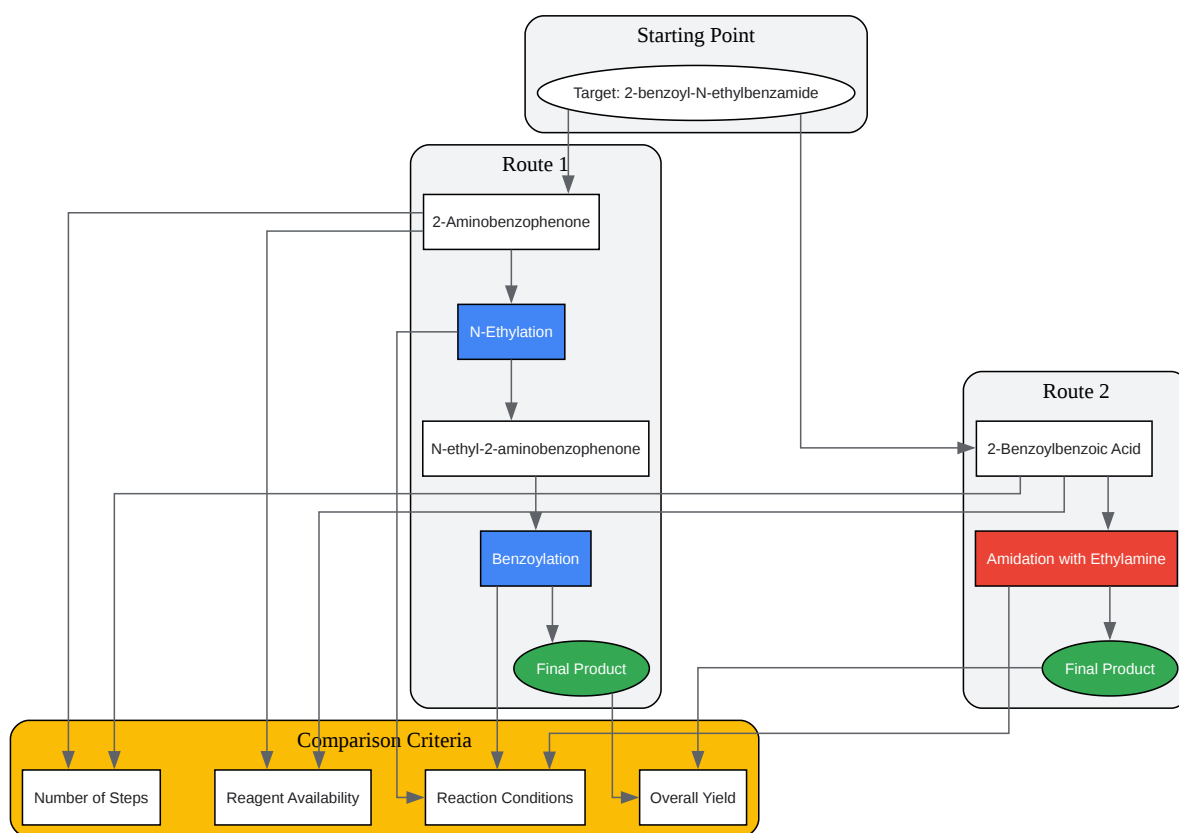 Starting Point
Target: 2-benzoyl-N-ethylbenzamide
Route 1
2-Aminobenzophenone
N-Ethylation
N-ethyl-2-aminobenzophenone
Benzoylation
Final Product
Route 2
2-Benzoylbenzoic Acid
Amidation with Ethylamine
Final Product
Comparison Criteria
Number of Steps
Reagent Availability
Reaction Conditions
Overall Yield